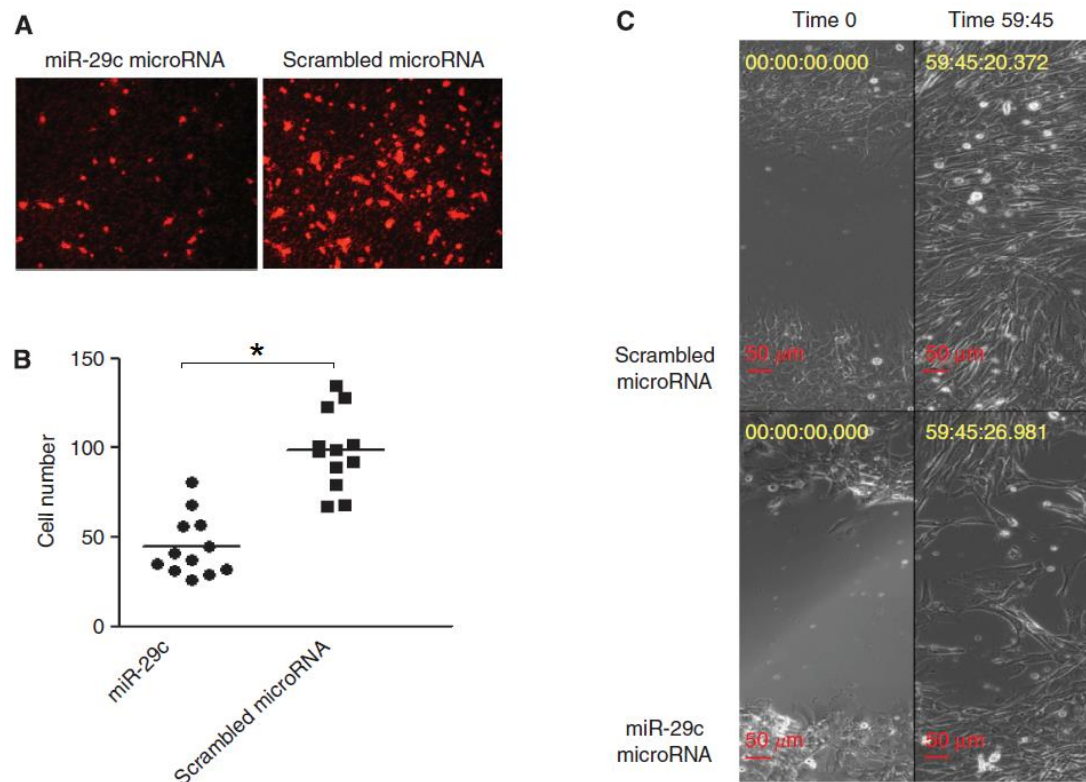 A
miR-29c microRNA
Scrambled microRNA
B
*
150
100
50
0
Cell number
miR-29c
Scrambled microRNA
C
Time 0
Time 59:45
00:00:00.000
59:45:20.372
Scrambled
microRNA
50 μm
50 μm
00:00:00.000
59:45:26.981
miR-29c
microRNA
50 μm
50 μm